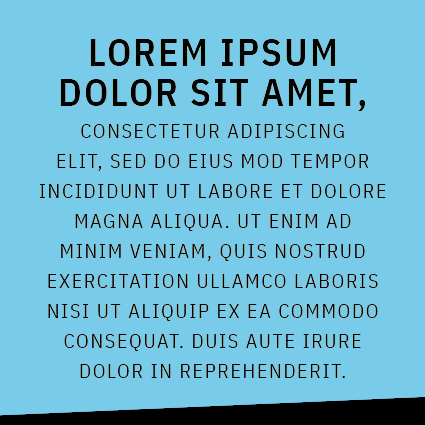 LOREM IPSUM
DOLOR SIT AMET,
CONSECTETUR ADIPISCING
ELIT, SED DO EIUS MOD TEMPOR
INCIDIDUNT UT LABORE ET DOLORE
MAGNA ALIQUA. UT ENIM AD
MINIM VENIAM, QUIS NOSTRUD
EXERCITATION ULLAMCO LABORIS
NISI UT ALIQUIP EX EA COMMODO
CONSEQUAT. DUIS AUTE IRURE
DOLOR IN REPREHENDERIT.